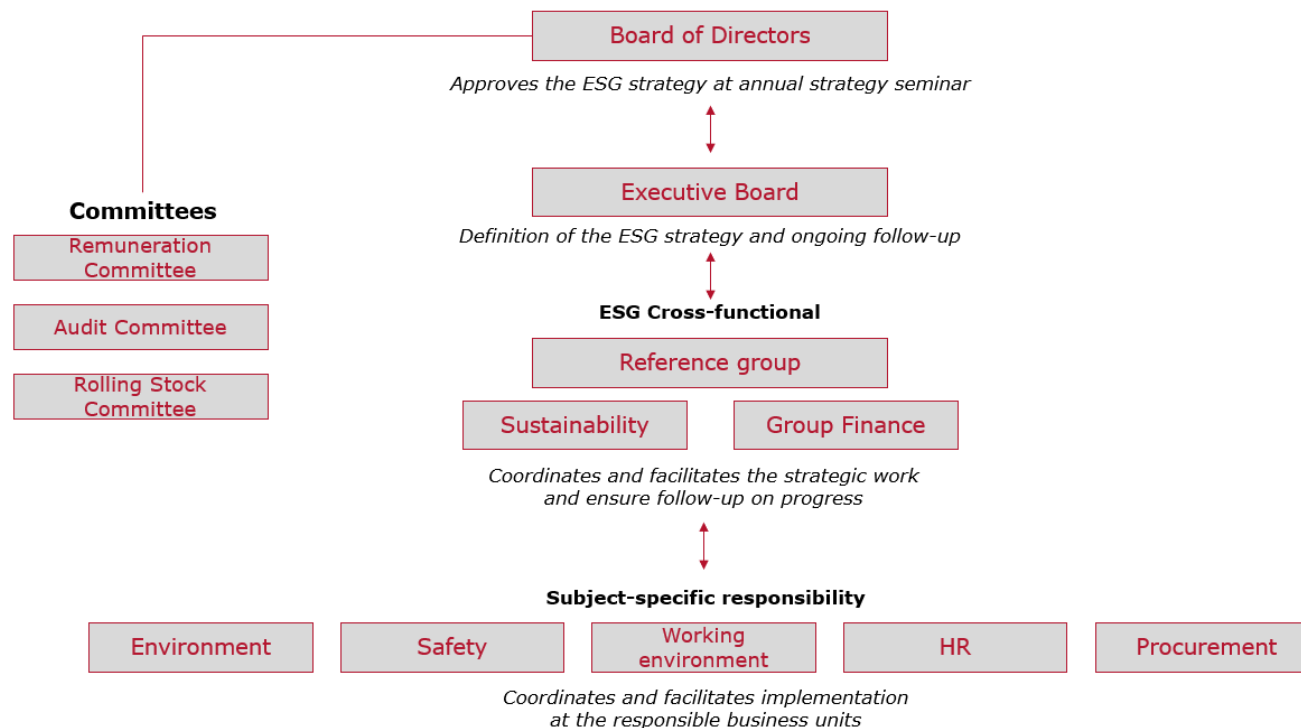 Board of Directors
Approves the ESG strategy at annual strategy seminar
Executive Board
Definition of the ESG strategy and ongoing follow-up
Committees
Remuneration
Committee
Audit Committee
Rolling Stock
Committee
ESG Cross-functional
Reference group
Sustainability
Group Finance
Coordinates and facilitates the strategic work
and ensure follow-up on progress
Subject-specific responsibility
Environment
Safety
Working
environment
HR
Procurement
Coordinates and facilitates implementation
at the responsible business units